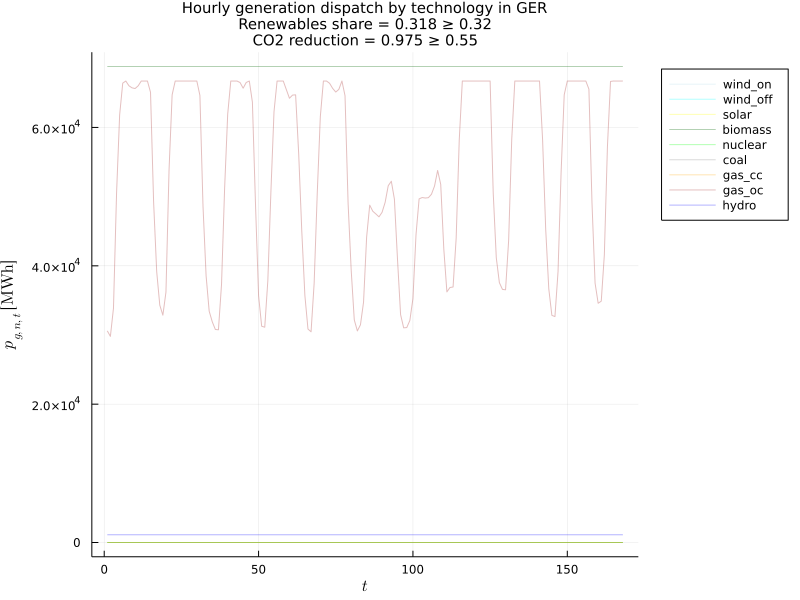 Hourly generation dispatch by technology in GER
Renewables share = 0.318 ≥ 0.32
CO2 reduction = 0.975 ≥ 0.55
wind_on
wind_off
solar
biomass
nuclear
coal
gas_cc
gas_oc
hydro
6.0×10⁴
4.0×10⁴
2.0×10⁴
0
p_{g,n,t}[MWh]
0 50 100 150
t